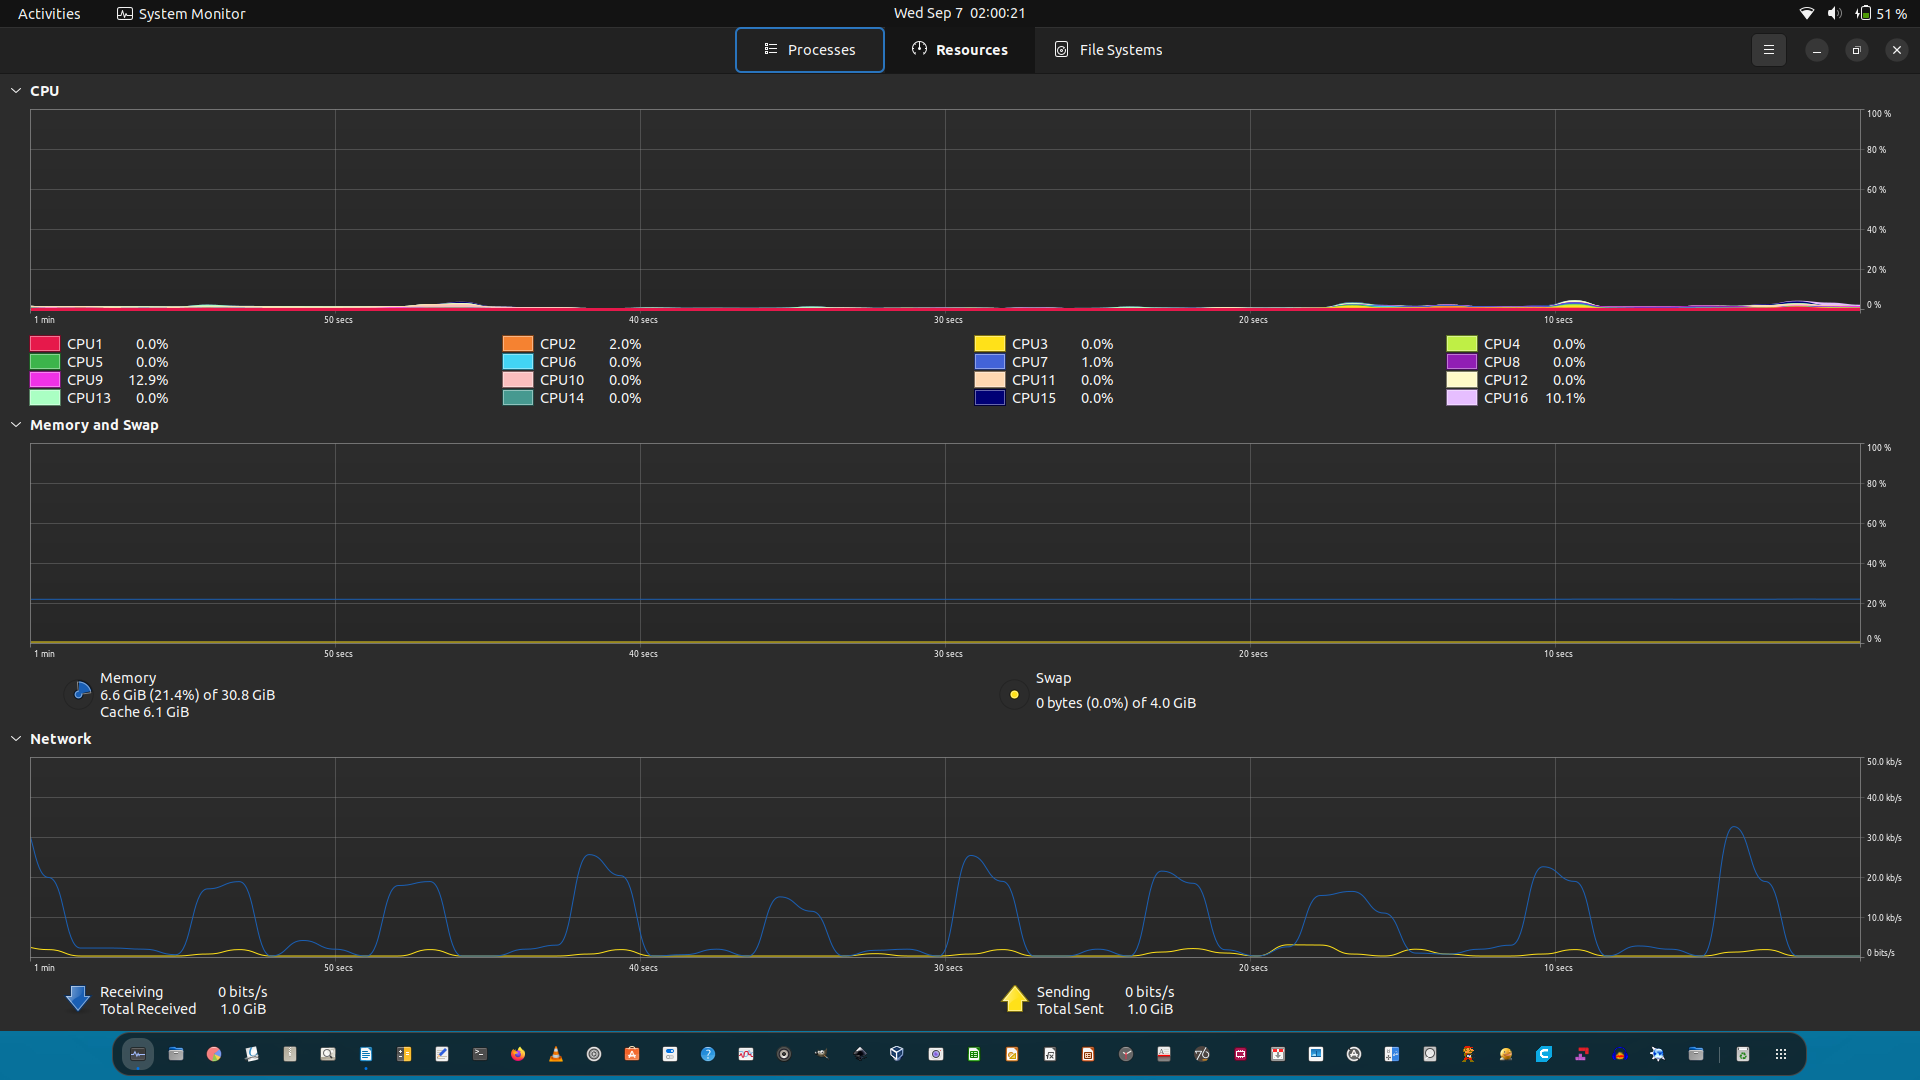 Activities System Monitor Wed Sep 7 02:00:21 51 %
Processes Resources File Systems
CPU
100 %
80 %
60 %
40 %
20 %
0 %
1 min 50 secs 40 secs 30 secs 20 secs 10 secs
CPU1 0.0% CPU2 2.0% CPU3 0.0% CPU4 0.0%
CPU5 0.0% CPU6 0.0% CPU7 1.0% CPU8 0.0%
CPU9 12.9% CPU10 0.0% CPU11 0.0% CPU12 0.0%
CPU13 0.0% CPU14 0.0% CPU15 0.0% CPU16 10.1%
Memory and Swap
100 %
80 %
60 %
40 %
20 %
0 %
1 min 50 secs 40 secs 30 secs 20 secs 10 secs
Memory
6.6 GiB (21.4%) of 30.8 GiB
Cache 6.1 GiB
Swap
0 bytes (0.0%) of 4.0 GiB
Network
50.0 kb/s
40.0 kb/s
30.0 kb/s
20.0 kb/s
10.0 kb/s
0 bits/s
1 min 50 secs 40 secs 30 secs 20 secs 10 secs
Receiving 0 bits/s
Total Received 1.0 GiB
Sending 0 bits/s
Total Sent 1.0 GiB
76